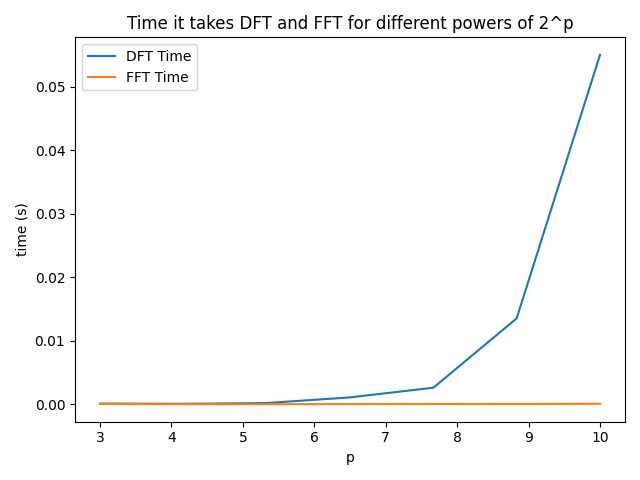 Time it takes DFT and FFT for different powers of 2^p
DFT Time
FFT Time
0.05
0.04
0.03
0.02
0.01
0.00
time (s)
3 4 5 6 7 8 9 10
p